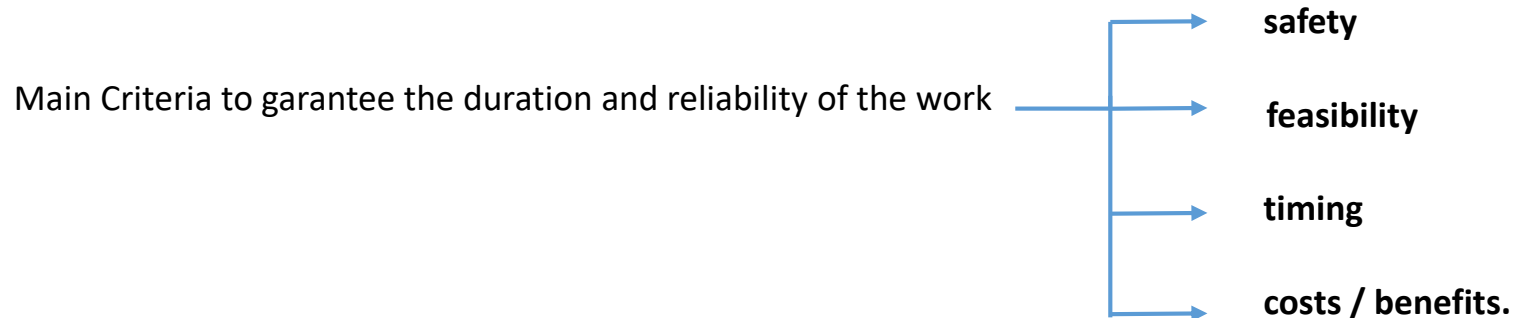 safety
Main Criteria to garantee the duration and reliability of the work
feasibility
timing
costs / benefits.